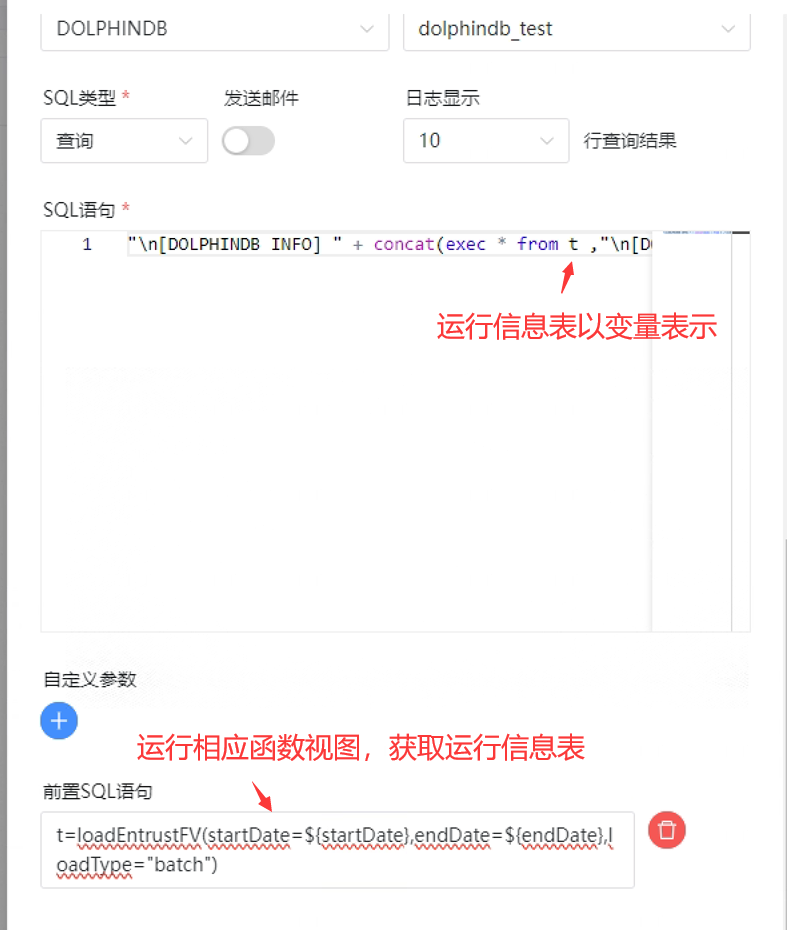 DOLPHINDB dolphindb_test
SQL类型 * 发送邮件 日志显示
查询 10 行查询结果
SQL语句 *
1 "\n[DOLPHINDB INFO] " + concat(exec * from t ,"\n[D
运行信息表以变量表示
自定义参数
运行相应函数视图，获取运行信息表
前置SQL语句
t=loadEntrustFV(startDate=${startDate},endDate=${endDate},l
oadType="batch")